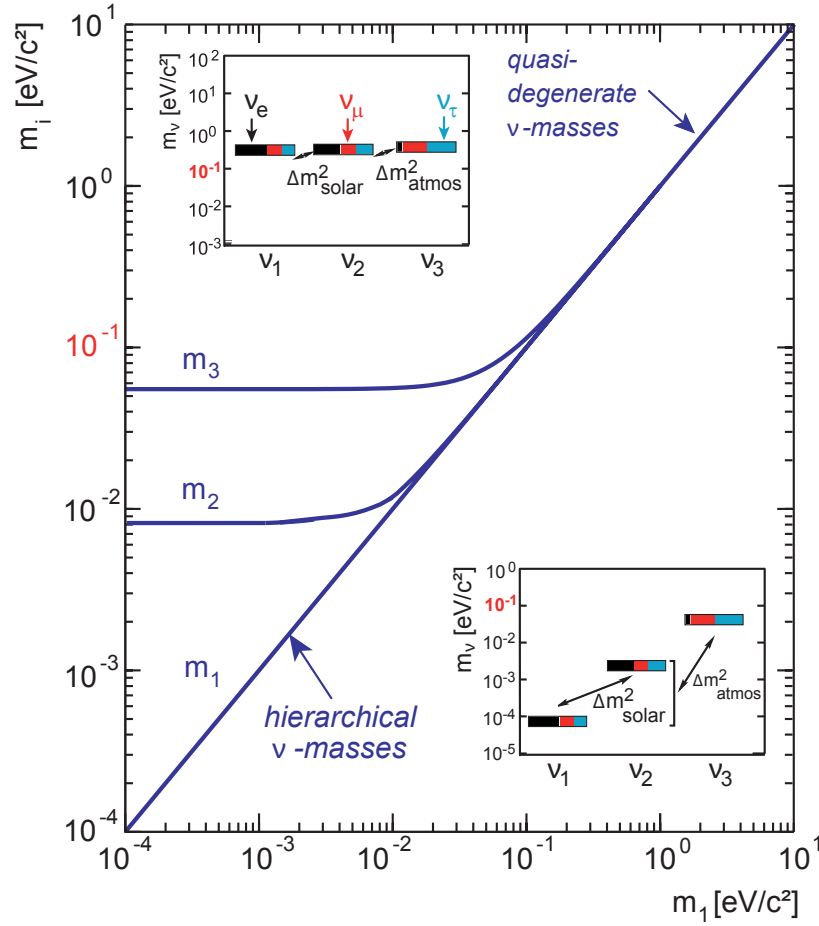 m_i [eV/c²]
10^1
10^0
10^-1
10^-2
10^-3
10^-4
m_ν [eV/c²]
10^2
10^1
10^0
10^-1
10^-2
10^-3
ν_e
ν_μ
ν_τ
Δm²_solar
Δm²_atmos
ν_1
ν_2
ν_3
quasi-
degenerate
ν-masses
m_3
m_2
m_1
hierarchical
ν -masses
m_ν [eV/c²]
10^0
10^-1
10^-2
10^-3
10^-4
10^-5
Δm²_solar
Δm²_atmos
ν_1
ν_2
ν_3
10^-4
10^-3
10^-2
10^-1
10^0
10^1
m_1 [eV/c²]